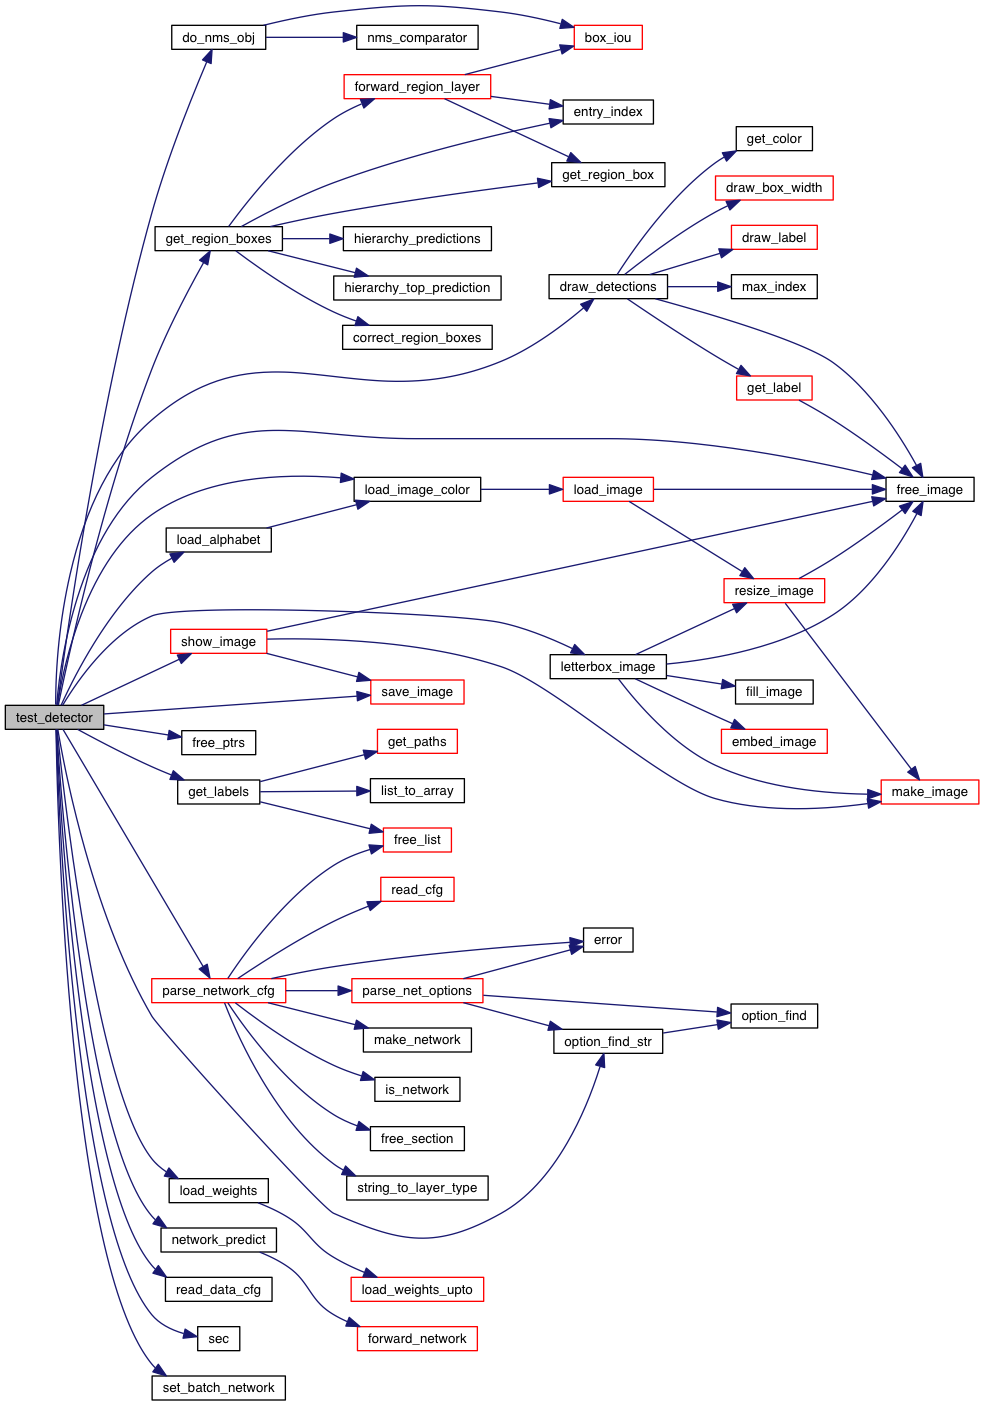 do_nms_obj
nms_comparator
box_iou
forward_region_layer
entry_index
get_color
get_region_box
draw_box_width
get_region_boxes
hierarchy_predictions
draw_label
hierarchy_top_prediction
draw_detections
max_index
correct_region_boxes
get_label
load_image_color
load_image
free_image
load_alphabet
resize_image
show_image
letterbox_image
save_image
fill_image
test_detector
free_ptrs
get_paths
embed_image
get_labels
list_to_array
make_image
free_list
read_cfg
error
parse_network_cfg
parse_net_options
option_find
make_network
option_find_str
is_network
free_section
load_weights
string_to_layer_type
network_predict
read_data_cfg
load_weights_upto
sec
forward_network
set_batch_network